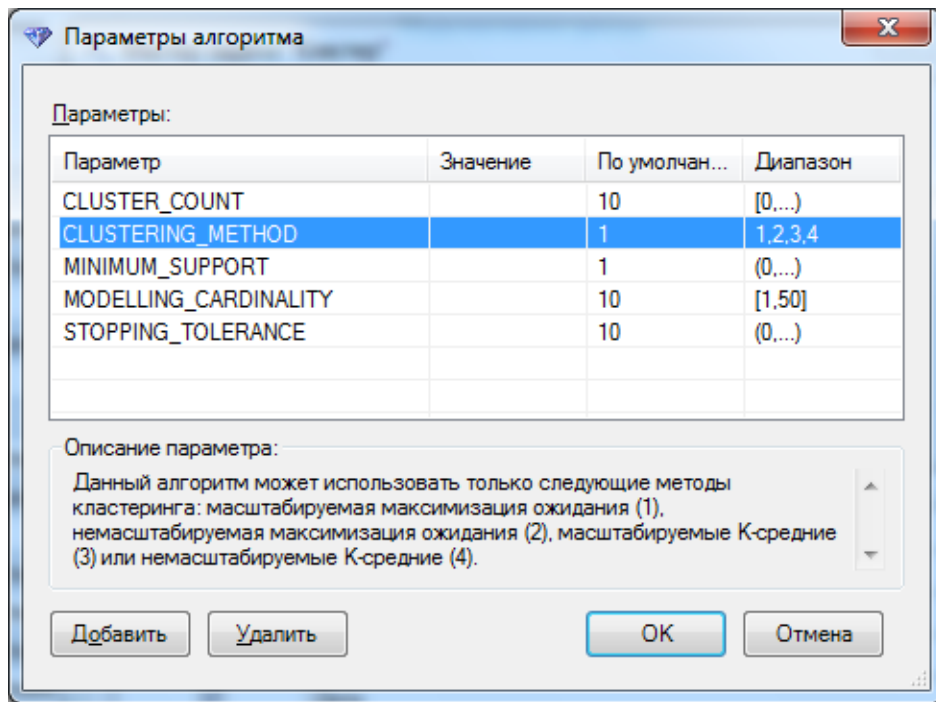 Параметры алгоритма
Параметры:
Параметр Значение По умолчан... Диапазон
CLUSTER_COUNT 10 [0,...)
CLUSTERING_METHOD 1 1,2,3,4
MINIMUM_SUPPORT 1 (0,...)
MODELLING_CARDINALITY 10 [1,50]
STOPPING_TOLERANCE 10 (0,...)
Описание параметра:
Данный алгоритм может использовать только следующие методы
кластеринга: масштабируемая максимизация ожидания (1),
немасштабируемая максимизация ожидания (2), масштабируемые К-средние
(3) или немасштабируемые К-средние (4).
Добавить Удалить OK Отмена